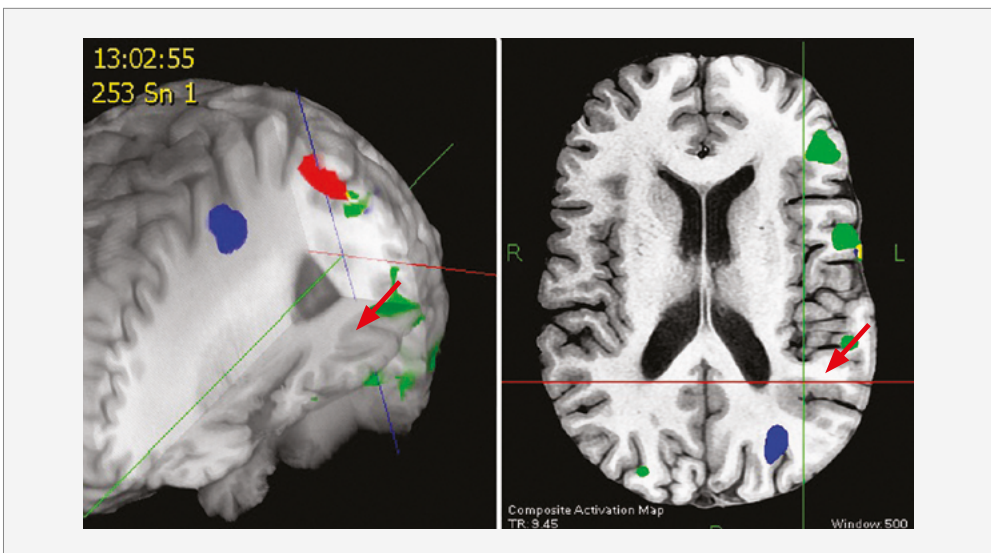 13:02:55
253 Sn 1
R
L
Composite Activation Map
TR: 9.45
Window: 500